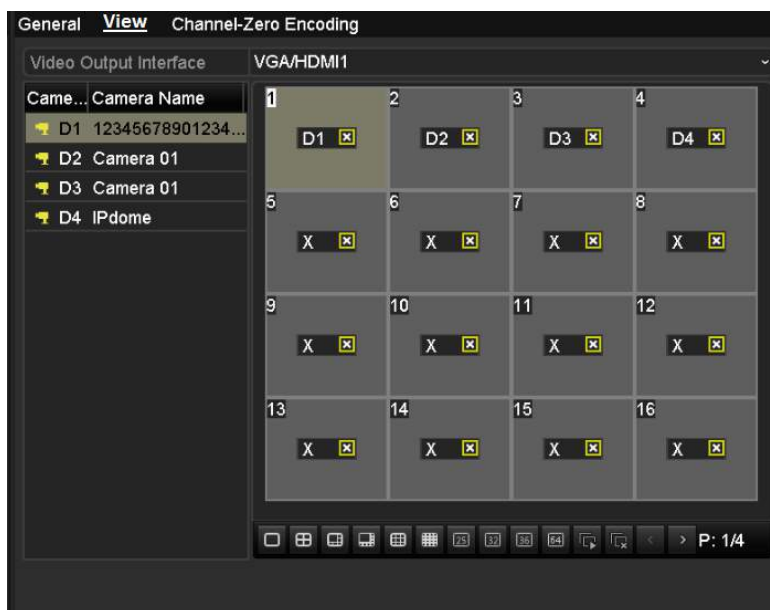 General View Channel-Zero Encoding
Video Output Interface VGA/HDMI1
Came... Camera Name
D1 12345678901234...
D2 Camera 01
D3 Camera 01
D4 IPdome
1 2 3 4
D1 D2 D3 D4
5 6 7 8
X X X X
9 10 11 12
X X X X
13 14 15 16
X X X X
25 32 36 64 P: 1/4